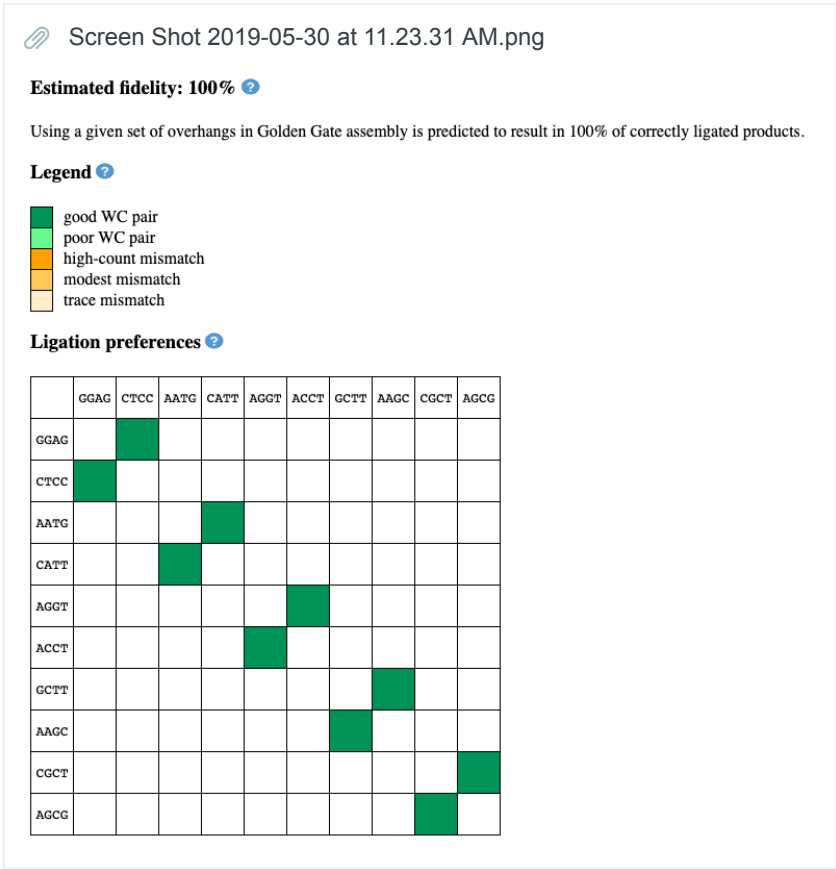 Screen Shot 2019-05-30 at 11.23.31 AM.png
Estimated fidelity: 100% ?
Using a given set of overhangs in Golden Gate assembly is predicted to result in 100% of correctly ligated products.
Legend ?
good WC pair
poor WC pair
high-count mismatch
modest mismatch
trace mismatch
Ligation preferences ?
GGAG CTCC AATG CATT AGGT ACCT GCTT AAGC CGCT AGCG
GGAG
CTCC
AATG
CATT
AGGT
ACCT
GCTT
AAGC
CGCT
AGCG